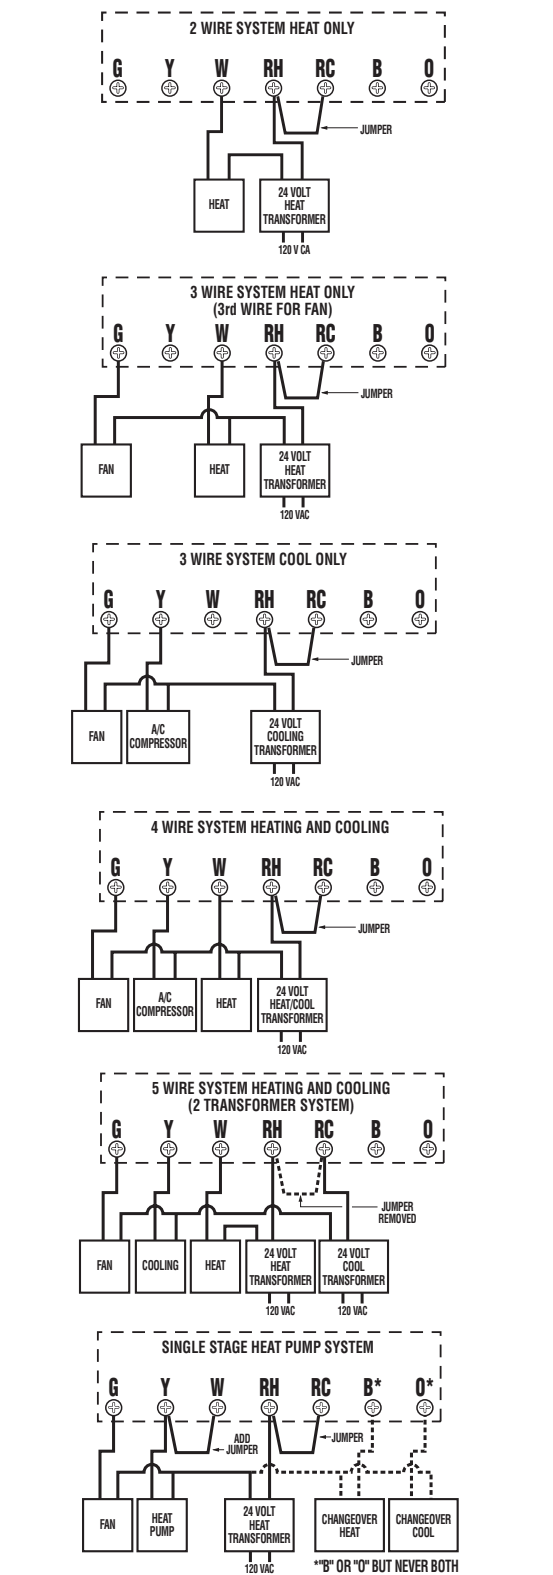 2 WIRE SYSTEM HEAT ONLY
G Y W RH RC B O
JUMPER
HEAT
24 VOLT
HEAT
TRANSFORMER
120 V CA
3 WIRE SYSTEM HEAT ONLY
(3rd WIRE FOR FAN)
G Y W RH RC B O
JUMPER
FAN
HEAT
24 VOLT
HEAT
TRANSFORMER
120 VAC
3 WIRE SYSTEM COOL ONLY
G Y W RH RC B O
JUMPER
FAN
A/C
COMPRESSOR
24 VOLT
COOLING
TRANSFORMER
120 VAC
4 WIRE SYSTEM HEATING AND COOLING
G Y W RH RC B O
JUMPER
FAN
A/C
COMPRESSOR
HEAT
24 VOLT
HEAT/COOL
TRANSFORMER
120 VAC
5 WIRE SYSTEM HEATING AND COOLING
(2 TRANSFORMER SYSTEM)
G Y W RH RC B O
JUMPER
REMOVED
FAN
COOLING
HEAT
24 VOLT
HEAT
TRANSFORMER
24 VOLT
COOL
TRANSFORMER
120 VAC
120 VAC
SINGLE STAGE HEAT PUMP SYSTEM
G Y W RH RC B* O*
ADD
JUMPER
JUMPER
FAN
HEAT
PUMP
24 VOLT
HEAT
TRANSFORMER
CHANGEOVER
HEAT
CHANGEOVER
COOL
120 VAC
*"B" OR "O" BUT NEVER BOTH